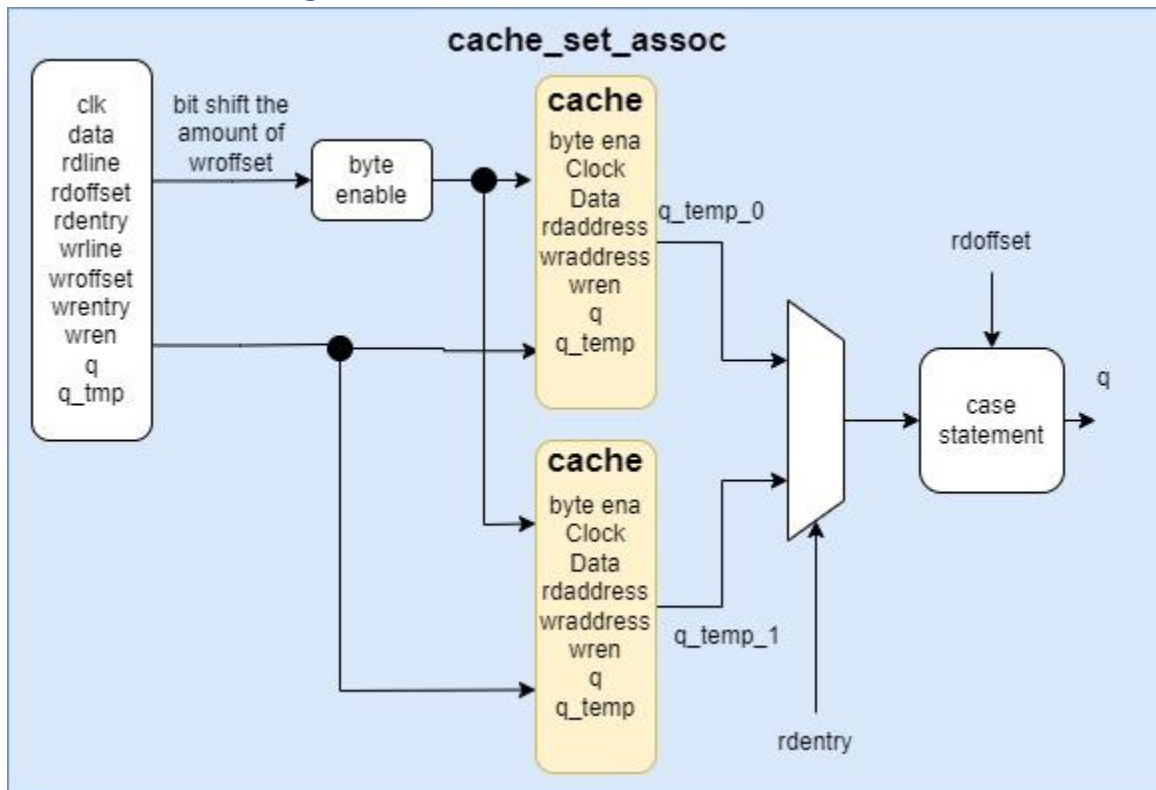 cache_set_assoc
clk
data
rdline
rdoffset
rdentry
wrline
wroffset
wrentry
wren
q
q_tmp
bit shift the
amount of
wroffset
byte
enable
cache
byte ena
Clock
Data
rdaddress
wraddress
wren
q
q_temp
q_temp_0
cache
byte ena
Clock
Data
rdaddress
wraddress
wren
q
q_temp
q_temp_1
rdentry
rdoffset
case
statement
q